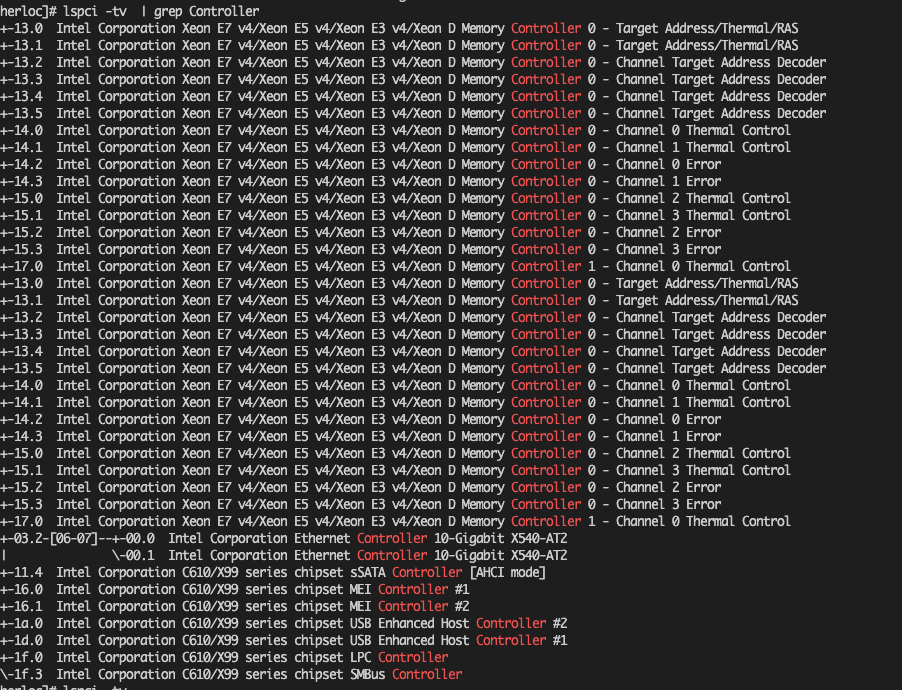 herloc]# lspci -tv  | grep Controller
+-13.0  Intel Corporation Xeon E7 v4/Xeon E5 v4/Xeon E3 v4/Xeon D Memory Controller 0 - Target Address/Thermal/RAS
+-13.1  Intel Corporation Xeon E7 v4/Xeon E5 v4/Xeon E3 v4/Xeon D Memory Controller 0 - Target Address/Thermal/RAS
+-13.2  Intel Corporation Xeon E7 v4/Xeon E5 v4/Xeon E3 v4/Xeon D Memory Controller 0 - Channel Target Address Decoder
+-13.3  Intel Corporation Xeon E7 v4/Xeon E5 v4/Xeon E3 v4/Xeon D Memory Controller 0 - Channel Target Address Decoder
+-13.4  Intel Corporation Xeon E7 v4/Xeon E5 v4/Xeon E3 v4/Xeon D Memory Controller 0 - Channel Target Address Decoder
+-13.5  Intel Corporation Xeon E7 v4/Xeon E5 v4/Xeon E3 v4/Xeon D Memory Controller 0 - Channel Target Address Decoder
+-14.0  Intel Corporation Xeon E7 v4/Xeon E5 v4/Xeon E3 v4/Xeon D Memory Controller 0 - Channel 0 Thermal Control
+-14.1  Intel Corporation Xeon E7 v4/Xeon E5 v4/Xeon E3 v4/Xeon D Memory Controller 0 - Channel 1 Thermal Control
+-14.2  Intel Corporation Xeon E7 v4/Xeon E5 v4/Xeon E3 v4/Xeon D Memory Controller 0 - Channel 0 Error
+-14.3  Intel Corporation Xeon E7 v4/Xeon E5 v4/Xeon E3 v4/Xeon D Memory Controller 0 - Channel 1 Error
+-15.0  Intel Corporation Xeon E7 v4/Xeon E5 v4/Xeon E3 v4/Xeon D Memory Controller 0 - Channel 2 Thermal Control
+-15.1  Intel Corporation Xeon E7 v4/Xeon E5 v4/Xeon E3 v4/Xeon D Memory Controller 0 - Channel 3 Thermal Control
+-15.2  Intel Corporation Xeon E7 v4/Xeon E5 v4/Xeon E3 v4/Xeon D Memory Controller 0 - Channel 2 Error
+-15.3  Intel Corporation Xeon E7 v4/Xeon E5 v4/Xeon E3 v4/Xeon D Memory Controller 0 - Channel 3 Error
+-17.0  Intel Corporation Xeon E7 v4/Xeon E5 v4/Xeon E3 v4/Xeon D Memory Controller 1 - Channel 0 Thermal Control
+-13.0  Intel Corporation Xeon E7 v4/Xeon E5 v4/Xeon E3 v4/Xeon D Memory Controller 0 - Target Address/Thermal/RAS
+-13.1  Intel Corporation Xeon E7 v4/Xeon E5 v4/Xeon E3 v4/Xeon D Memory Controller 0 - Target Address/Thermal/RAS
+-13.2  Intel Corporation Xeon E7 v4/Xeon E5 v4/Xeon E3 v4/Xeon D Memory Controller 0 - Channel Target Address Decoder
+-13.3  Intel Corporation Xeon E7 v4/Xeon E5 v4/Xeon E3 v4/Xeon D Memory Controller 0 - Channel Target Address Decoder
+-13.4  Intel Corporation Xeon E7 v4/Xeon E5 v4/Xeon E3 v4/Xeon D Memory Controller 0 - Channel Target Address Decoder
+-13.5  Intel Corporation Xeon E7 v4/Xeon E5 v4/Xeon E3 v4/Xeon D Memory Controller 0 - Channel Target Address Decoder
+-14.0  Intel Corporation Xeon E7 v4/Xeon E5 v4/Xeon E3 v4/Xeon D Memory Controller 0 - Channel 0 Thermal Control
+-14.1  Intel Corporation Xeon E7 v4/Xeon E5 v4/Xeon E3 v4/Xeon D Memory Controller 0 - Channel 1 Thermal Control
+-14.2  Intel Corporation Xeon E7 v4/Xeon E5 v4/Xeon E3 v4/Xeon D Memory Controller 0 - Channel 0 Error
+-14.3  Intel Corporation Xeon E7 v4/Xeon E5 v4/Xeon E3 v4/Xeon D Memory Controller 0 - Channel 1 Error
+-15.0  Intel Corporation Xeon E7 v4/Xeon E5 v4/Xeon E3 v4/Xeon D Memory Controller 0 - Channel 2 Thermal Control
+-15.1  Intel Corporation Xeon E7 v4/Xeon E5 v4/Xeon E3 v4/Xeon D Memory Controller 0 - Channel 3 Thermal Control
+-15.2  Intel Corporation Xeon E7 v4/Xeon E5 v4/Xeon E3 v4/Xeon D Memory Controller 0 - Channel 2 Error
+-15.3  Intel Corporation Xeon E7 v4/Xeon E5 v4/Xeon E3 v4/Xeon D Memory Controller 0 - Channel 3 Error
+-17.0  Intel Corporation Xeon E7 v4/Xeon E5 v4/Xeon E3 v4/Xeon D Memory Controller 1 - Channel 0 Thermal Control
+-03.2-[06-07]--+-00.0  Intel Corporation Ethernet Controller 10-Gigabit X540-AT2
|               \-00.1  Intel Corporation Ethernet Controller 10-Gigabit X540-AT2
+-11.4  Intel Corporation C610/X99 series chipset sSATA Controller [AHCI mode]
+-16.0  Intel Corporation C610/X99 series chipset MEI Controller #1
+-16.1  Intel Corporation C610/X99 series chipset MEI Controller #2
+-1a.0  Intel Corporation C610/X99 series chipset USB Enhanced Host Controller #2
+-1d.0  Intel Corporation C610/X99 series chipset USB Enhanced Host Controller #1
+-1f.0  Intel Corporation C610/X99 series chipset LPC Controller
\-1f.3  Intel Corporation C610/X99 series chipset SMBus Controller
herloc]# lspci -tv